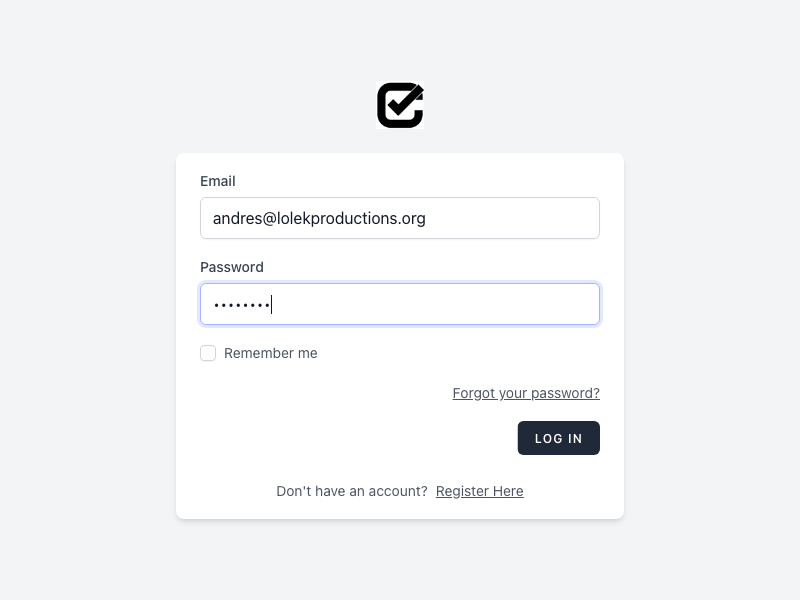 Email
andres@lolekproductions.org
Password
••••••••
Remember me
Forgot your password?
LOG IN
Don't have an account? Register Here